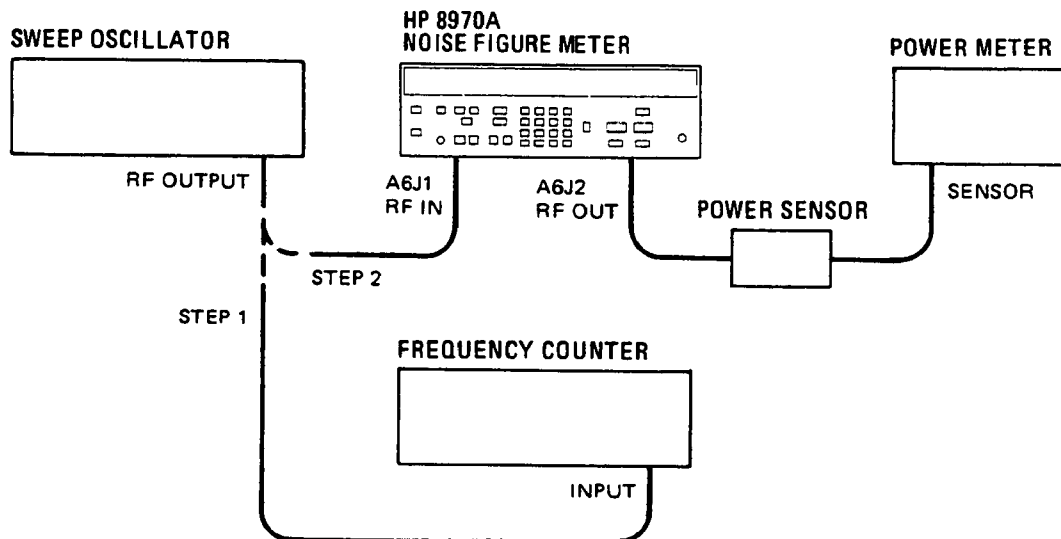 HP 8970A
NOISE FIGURE METER
SWEEP OSCILLATOR
POWER METER
RF OUTPUT
A6J1
RF IN
A6J2
RF OUT
POWER SENSOR
SENSOR
STEP 2
STEP 1
FREQUENCY COUNTER
INPUT